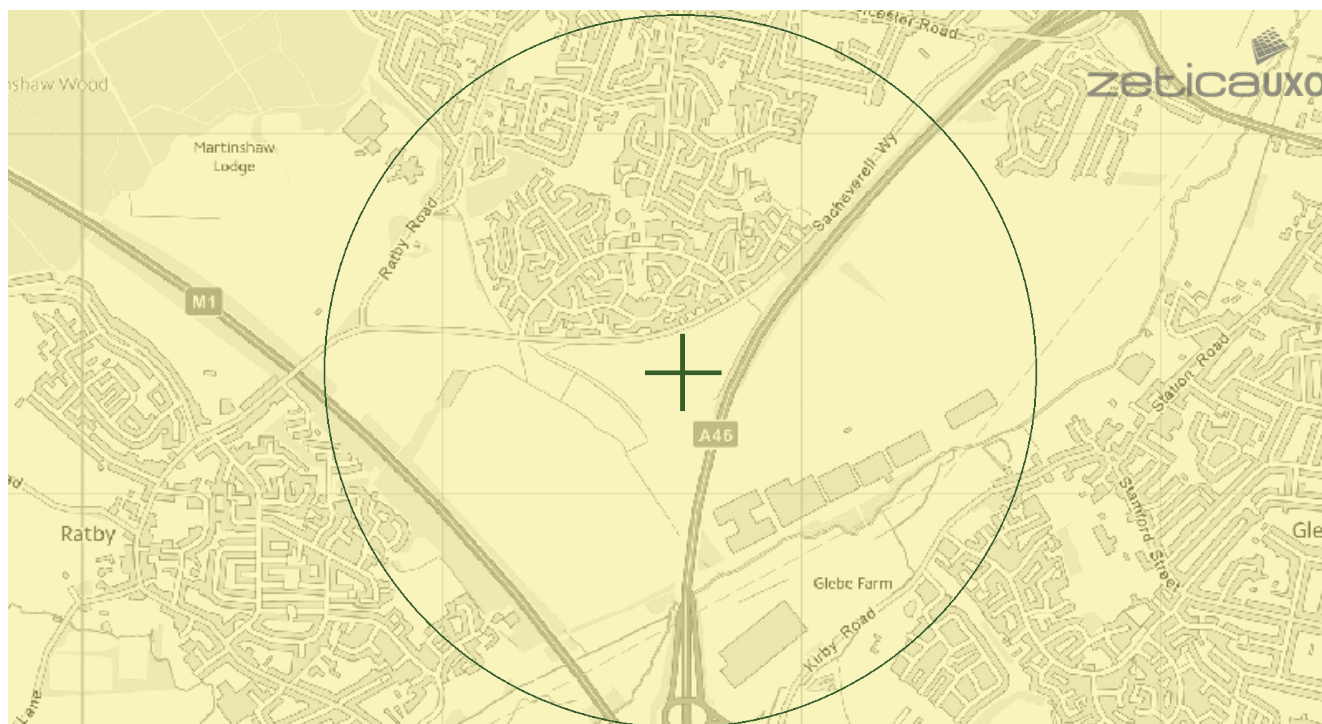 icester Road
zeticauxo
nshaw Wood
Martinshaw
Lodge
Sacheverell Wy
Ratby Road
M1
Station Road
A46
Ratby
Stamford Street
Gle
Glebe Farm
Kirby Road
Lane